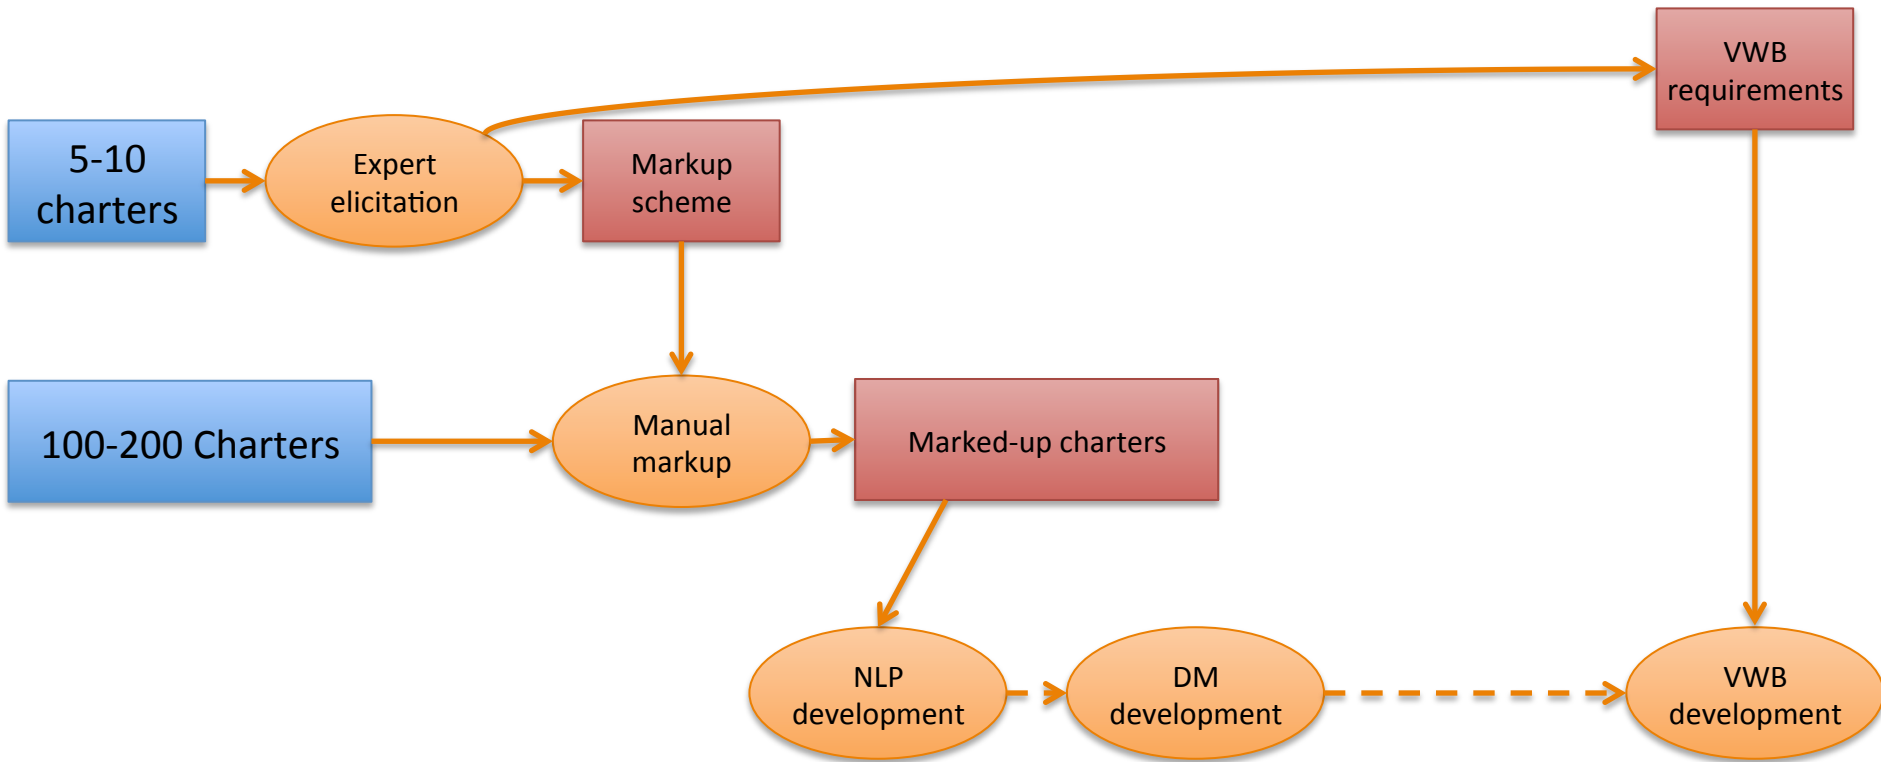 VWB
requirements
5-10
charters
Expert
elicitation
Markup
scheme
100-200 Charters
Manual
markup
Marked-up charters
NLP
development
DM
development
VWB
development